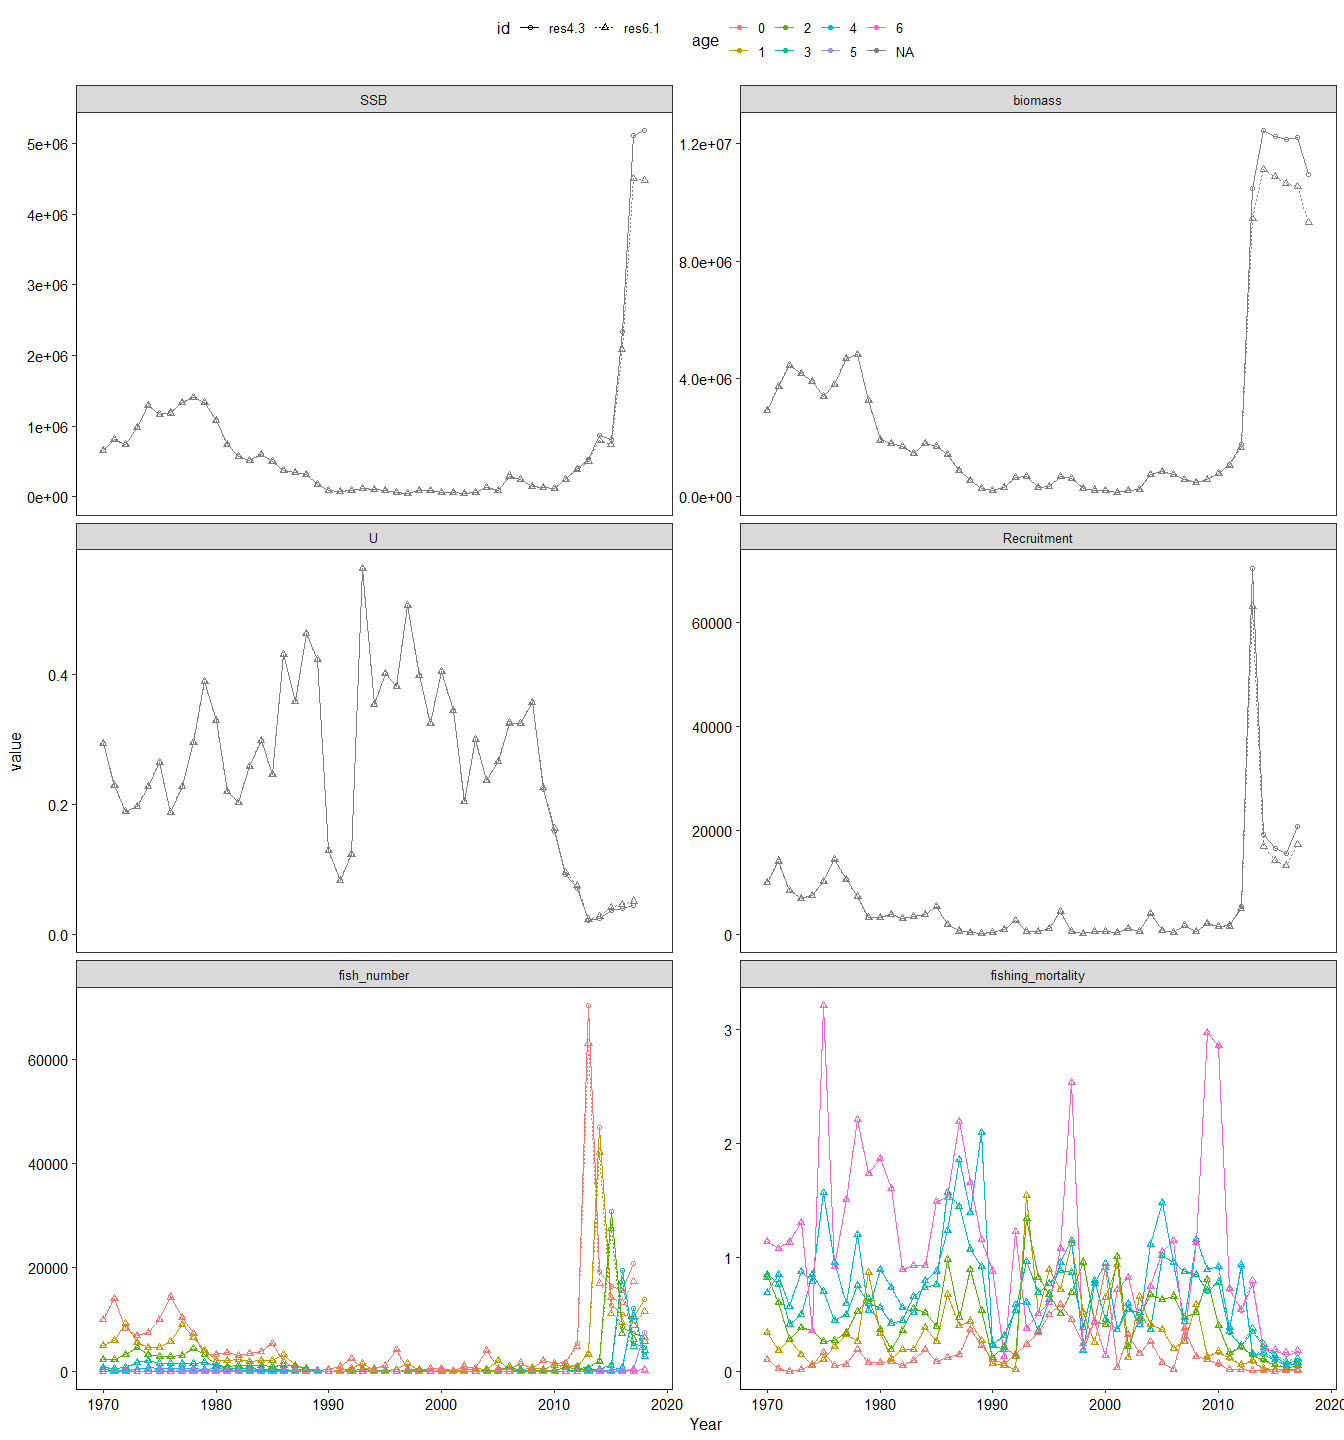 id res4.3 res6.1
age 0 2 4 6
1 3 5 NA
SSB
5e+06
4e+06
3e+06
2e+06
1e+06
0e+00
biomass
1.2e+07
8.0e+06
4.0e+06
0.0e+00
U
0.4
0.2
0.0
Recruitment
60000
40000
20000
0
fish_number
60000
40000
20000
0
1970 1980 1990 2000 2010 2020
fishing_mortality
3
2
1
0
1970 1980 1990 2000 2010 2020
value
Year